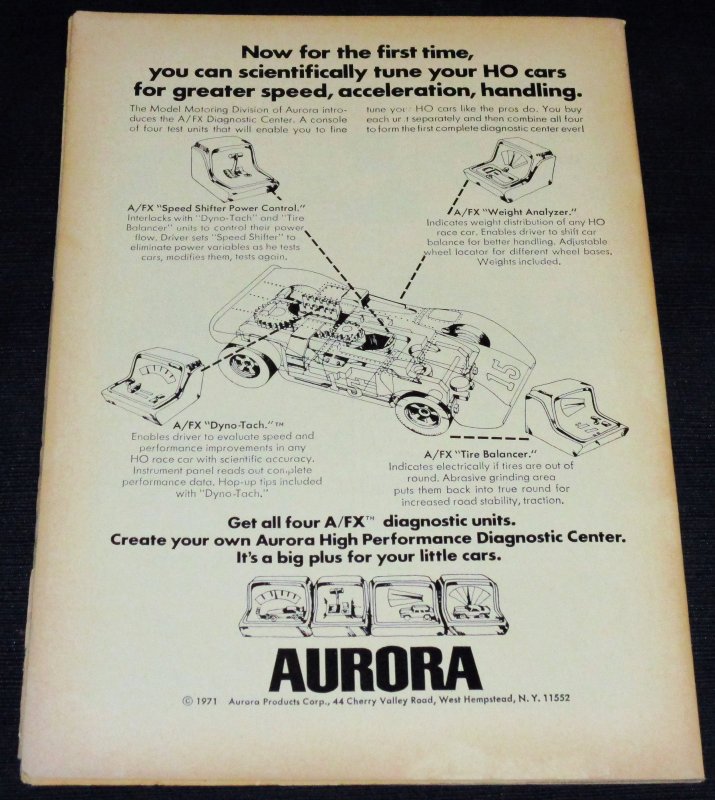 Now for the first time,
you can scientifically tune your HO cars
for greater speed, acceleration, handling.
The Model Motoring Division of Aurora intro-
duces the A/FX Diagnostic Center. A console
of four test units that will enable you to fine
tune your HO cars like the pros do. You buy
each unit separately and then combine all four
to form the first complete diagnostic center ever!
A/FX "Speed Shifter Power Control."
Interlocks with "Dyno-Tach" and "Tire
Balancer" units to control their power
flow. Driver sets "Speed Shifter" to
eliminate power variables as he tests
cars, modifies them, tests again.
A/FX "Weight Analyzer."
Indicates weight distribution of any HO
race car. Enables driver to shift car
balance for better handling. Adjustable
wheel locator for different wheel bases.
Weights included.
15
A/FX "Dyno-Tach."™
Enables driver to evaluate speed and
performance improvements in any
HO race car with scientific accuracy.
Instrument panel reads out complete
performance data. Hop-up tips included
with "Dyno-Tach."
A/FX "Tire Balancer."
Indicates electrically if tires are out of
round. Abrasive grinding area
puts them back into true round for
increased road stability, traction.
Get all four A/FX™ diagnostic units.
Create your own Aurora High Performance Diagnostic Center.
It's a big plus for your little cars.
AURORA
© 1971 Aurora Products Corp., 44 Cherry Valley Road, West Hempstead, N.Y. 11552